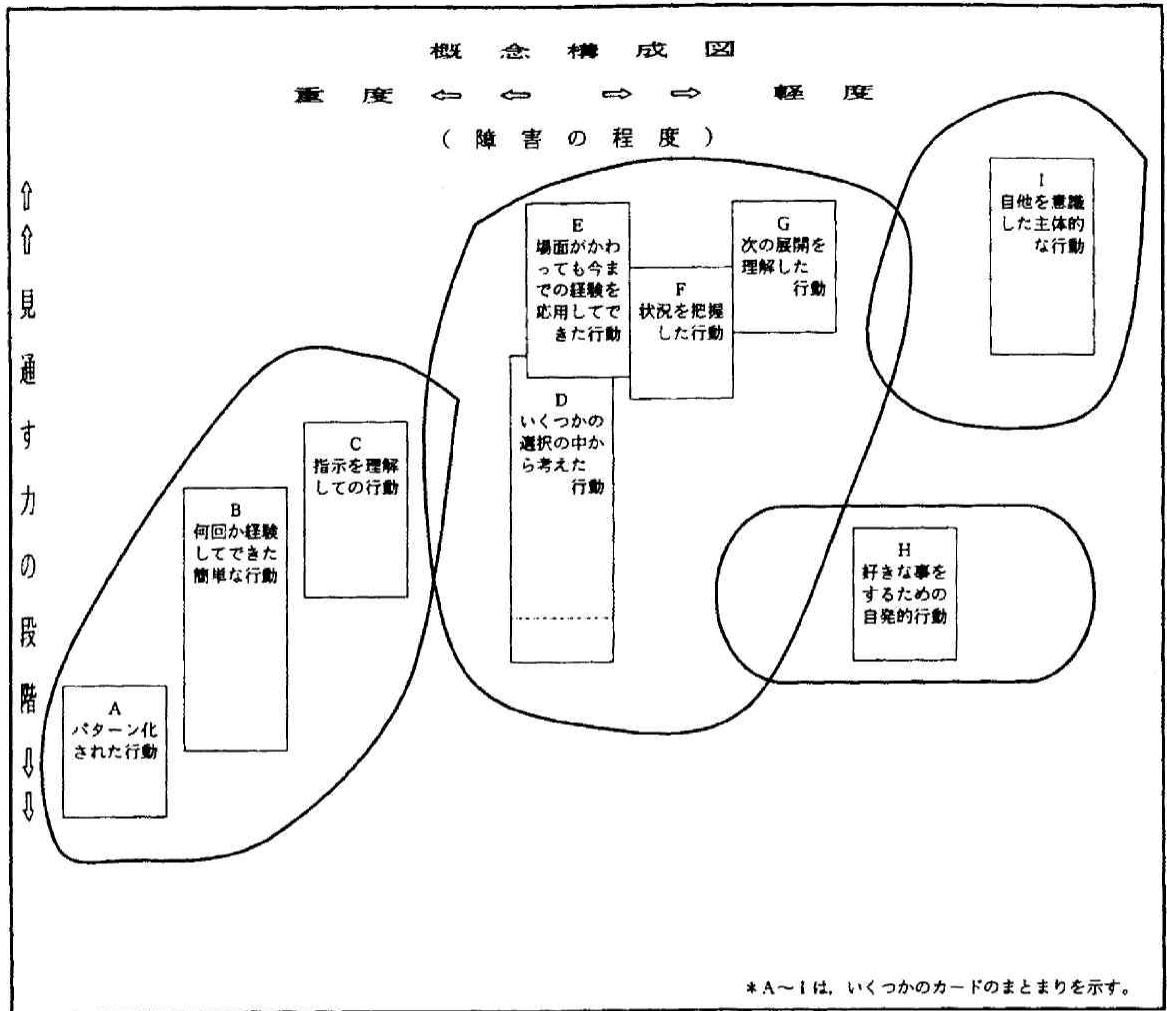 概念構成図
重度 ⇦ ⇦ ⇨ ⇨ 軽度
(障害の程度)
⇧⇧見通す力の段階⇩⇩
A
パターン化
された行動
B
何回か経験
してできた
簡単な行動
C
指示を理解
しての行動
D
いくつかの
選択の中か
ら考えた
行動
E
場面がかわ
っても今ま
での経験を
応用してで
きた行動
F
状況を把握
した行動
G
次の展開を
理解した
行動
H
好きな事を
するための
自発的行動
I
自他を意識
した主体的
な行動
*A～Iは,いくつかのカードのまとまりを示す。